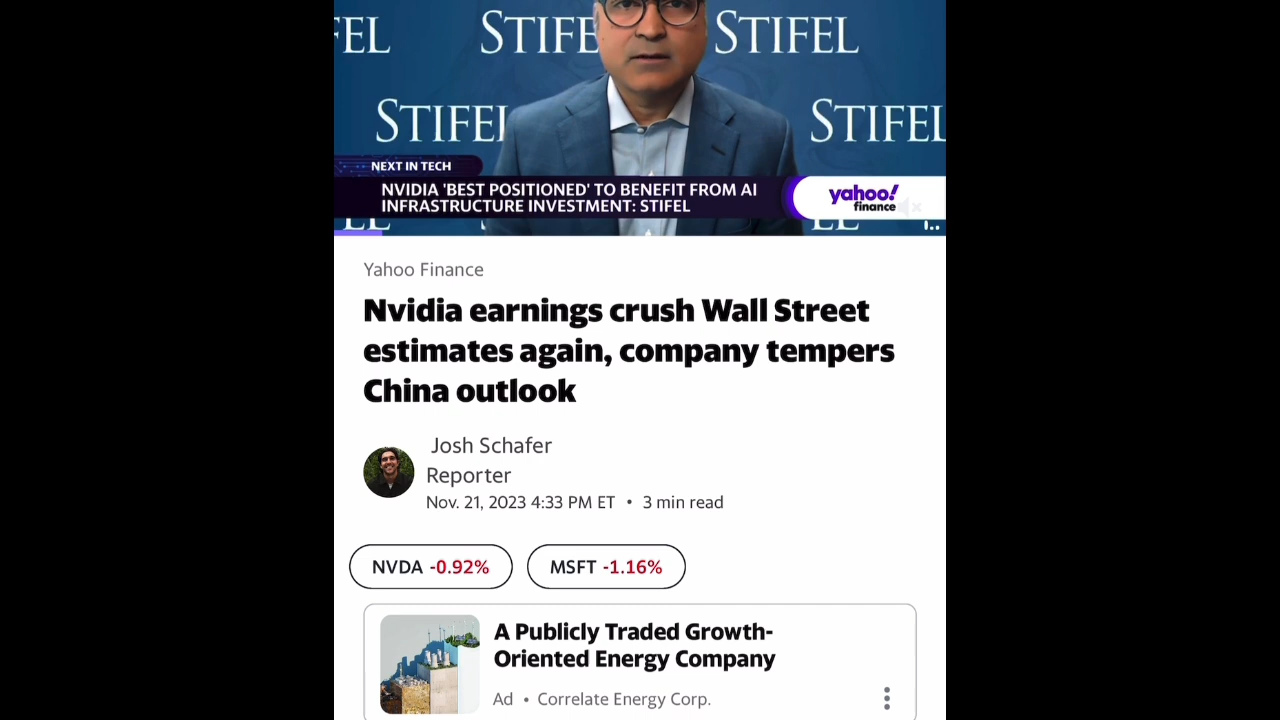 FEL STIFE STIFEL
STIFEL STIFEL
NEXT IN TECH
NVIDIA 'BEST POSITIONED' TO BENEFIT FROM AI
INFRASTRUCTURE INVESTMENT: STIFEL
yahoo!
finance
Yahoo Finance
Nvidia earnings crush Wall Street
estimates again, company tempers
China outlook
Josh Schafer
Reporter
Nov. 21, 2023 4:33 PM ET • 3 min read
NVDA -0.92% MSFT -1.16%
A Publicly Traded Growth-
Oriented Energy Company
Ad • Correlate Energy Corp.